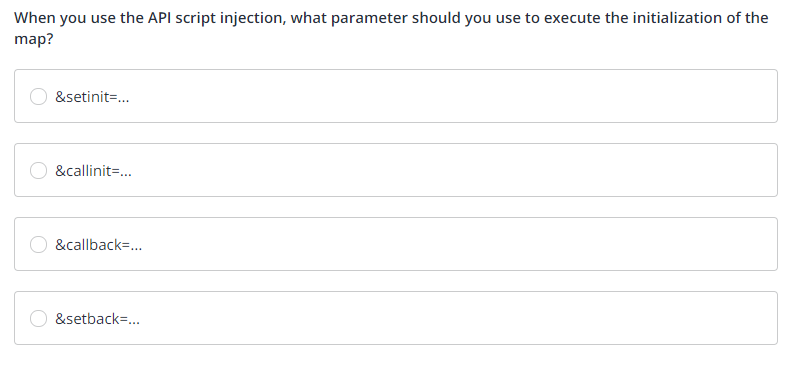 When you use the API script injection, what parameter should you use to execute the initialization of the
map?
&setinit=...
&callinit=...
&callback=...
&setback=...